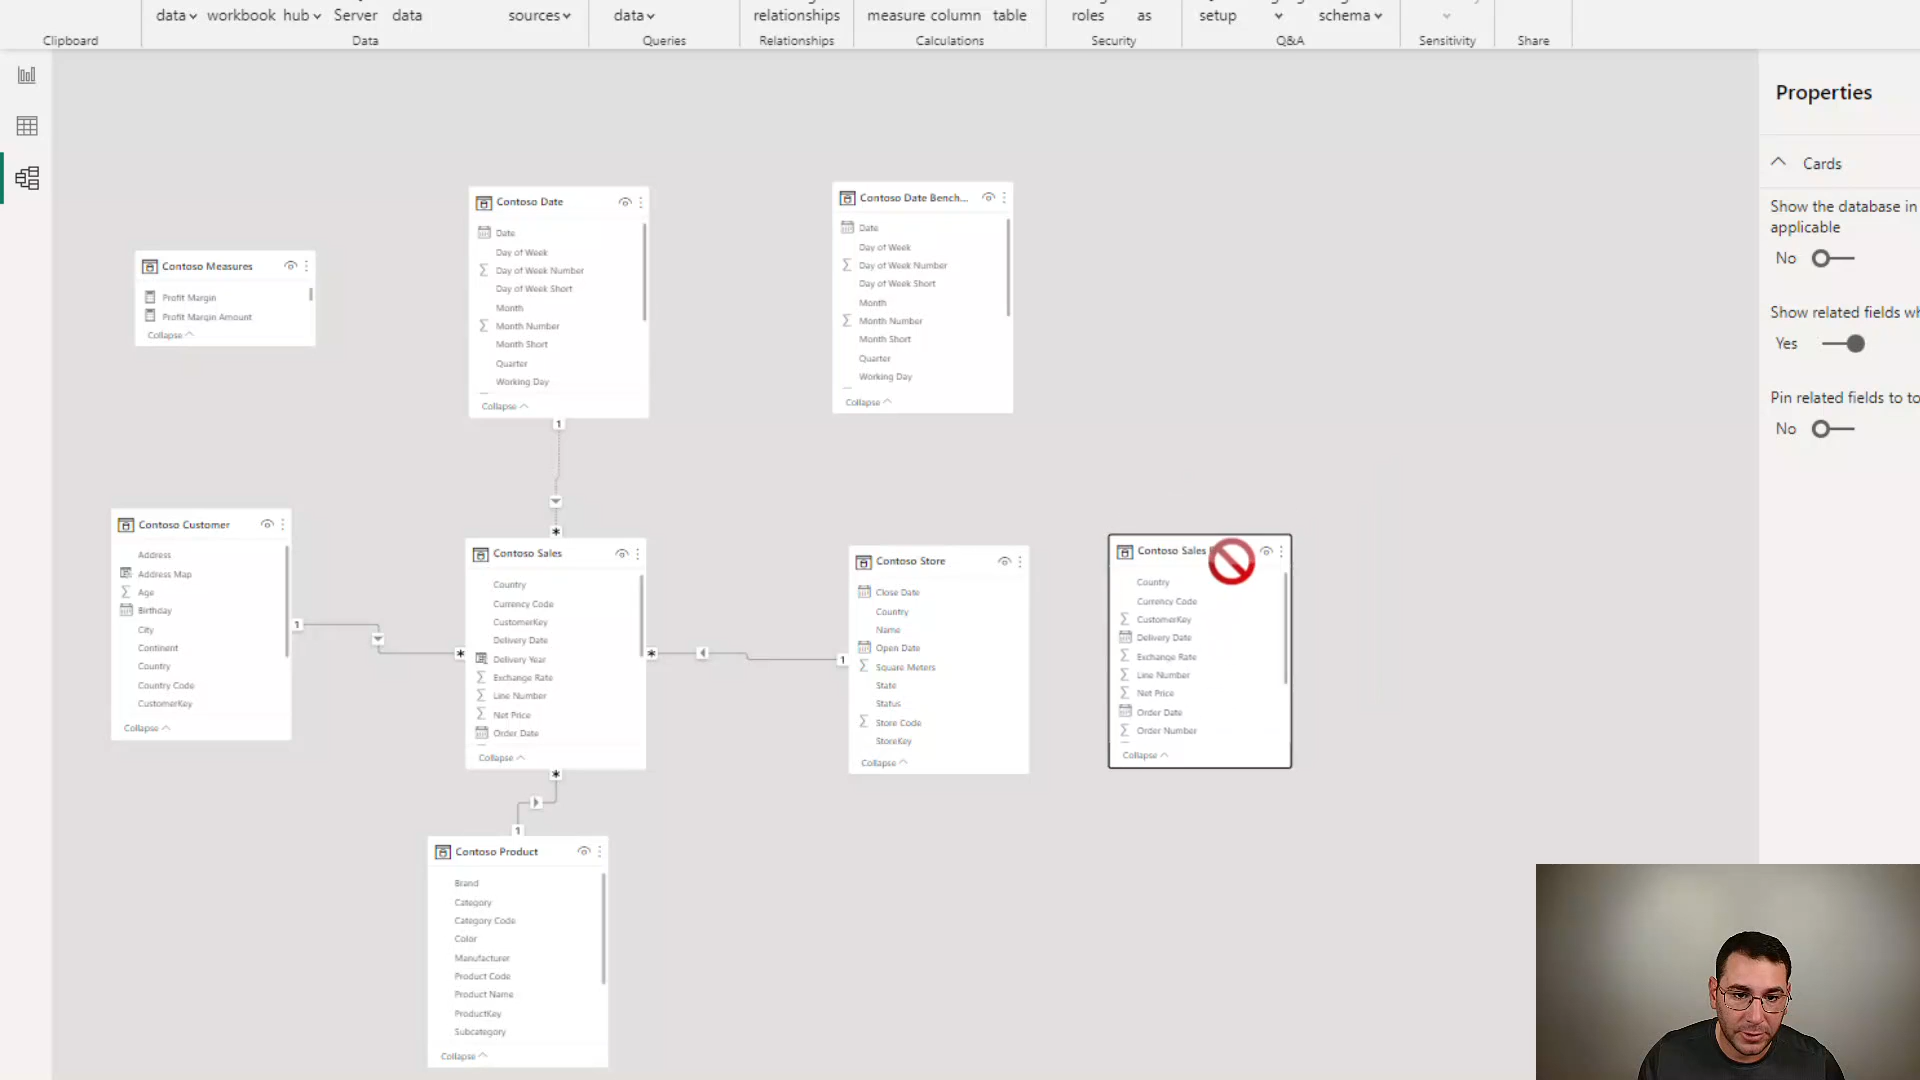 data workbook hub Server data sources data relationships measure column table roles as setup schema
Clipboard Data Queries Relationships Calculations Security Q&A Sensitivity Share
Properties
Cards
Show the database in
applicable
No
Show related fields wh
Yes
Pin related fields to to
No
Contoso Measures
Profit Margin
Profit Margin Amount
Collapse
Contoso Date
Date
Day of Week
Day of Week Number
Day of Week Short
Month
Month Number
Month Short
Quarter
Working Day
Collapse
1
*
Contoso Date Bench...
Date
Day of Week
Day of Week Number
Day of Week Short
Month
Month Number
Month Short
Quarter
Working Day
Collapse
Contoso Customer
Address
Address Map
Age
Birthday
City
Continent
Country
Country Code
CustomerKey
Collapse
1
*
Contoso Sales
Country
Currency Code
CustomerKey
Delivery Date
Delivery Year
Exchange Rate
Line Number
Net Price
Order Date
Collapse
*
1
Contoso Store
Close Date
Country
Name
Open Date
Square Meters
State
Status
Store Code
StoreKey
Collapse
Contoso Sales
Country
Currency Code
CustomerKey
Delivery Date
Exchange Rate
Line Number
Net Price
Order Date
Order Number
Collapse
*
1
Contoso Product
Brand
Category
Category Code
Color
Manufacturer
Product Code
Product Name
ProductKey
Subcategory
Collapse